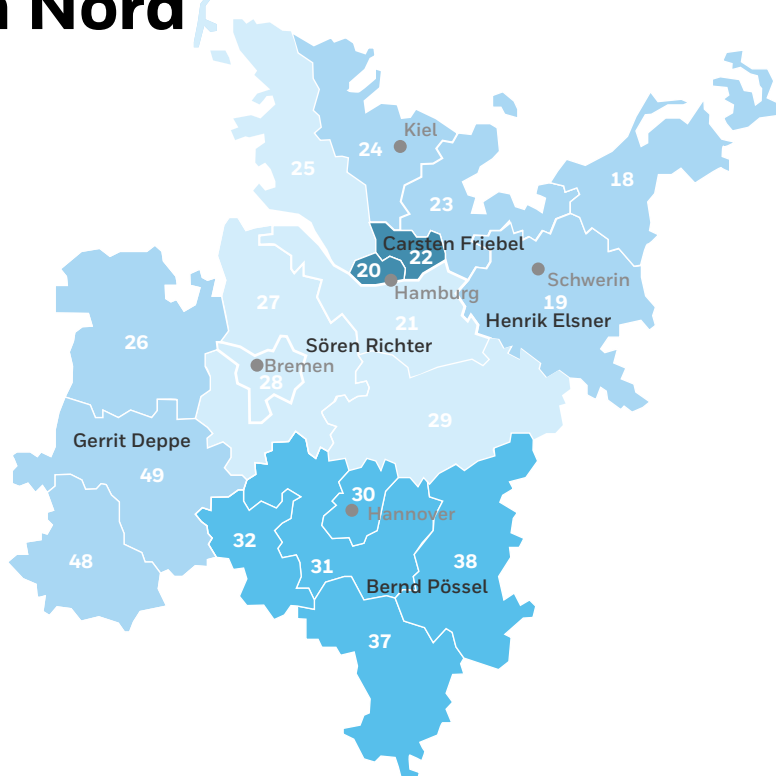 Nord
Kiel
24
25
18
23
Carsten Friebel
22
20
Schwerin
Hamburg
19
27
21
Henrik Elsner
26
Sören Richter
Bremen
28
29
Gerrit Deppe
49
30
Hannover
32
48
31
38
Bernd Pössel
37